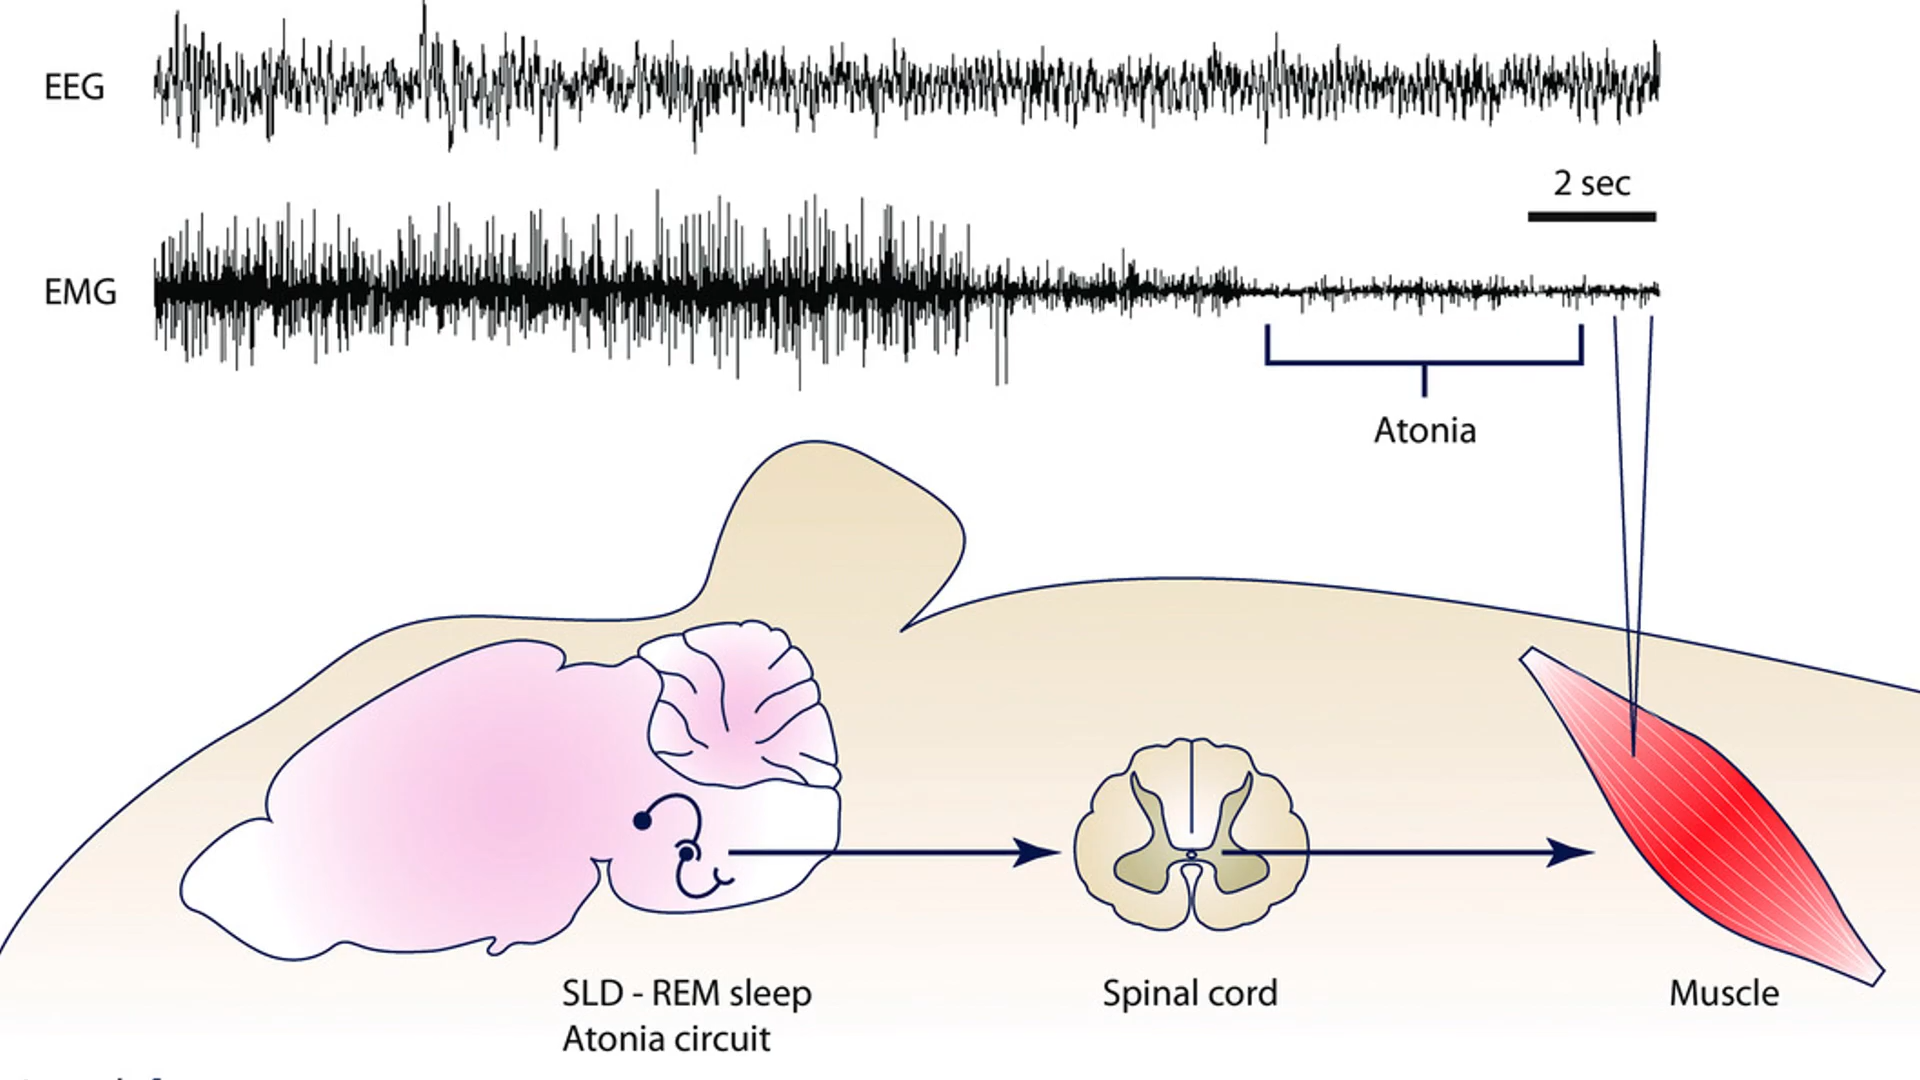 EEG
2 sec
EMG
Atonia
SLD - REM sleep
Atonia circuit
Spinal cord
Muscle